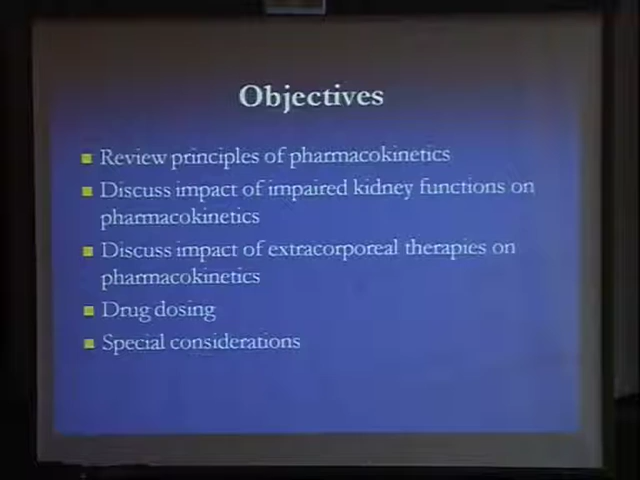 Objectives
Review principles of pharmacokinetics
Discuss impact of impaired kidney functions on
pharmacokinetics
Discuss impact of extracorporeal therapies on
pharmacokinetics
Drug dosing
Special considerations